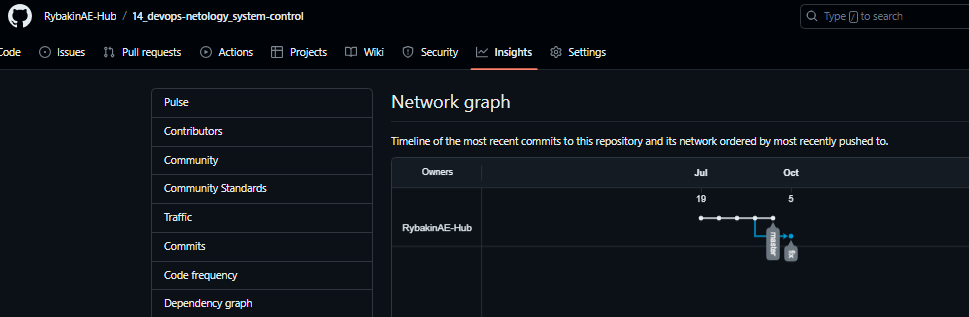 RybakinAE-Hub / 14_devops-netology_system-control
Type / to search
Code Issues Pull requests Actions Projects Wiki Security Insights Settings
Pulse
Contributors
Community
Community Standards
Traffic
Commits
Code frequency
Dependency graph
Network graph
Timeline of the most recent commits to this repository and its network ordered by most recently pushed to.
Owners Jul Oct
19 5
RybakinAE-Hub
master
fix